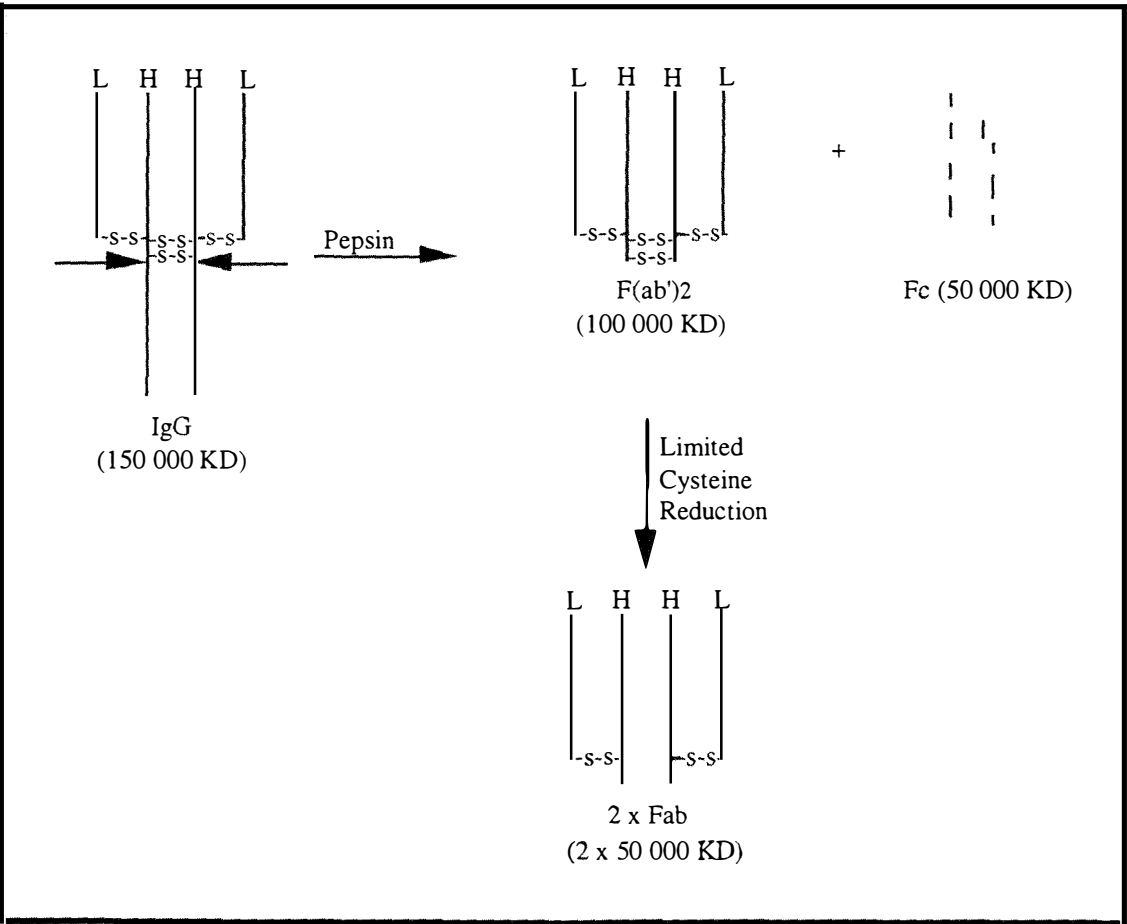 L H H L
-S-S- -S-S- -S-S-
-S-S-
IgG
(150 000 KD)
Pepsin
L H H L
-S-S- -S-S- -S-S-
-S-S-
F(ab')2
(100 000 KD)
+
Fc (50 000 KD)
Limited
Cysteine
Reduction
L H H L
-S-S- -S-S-
2 x Fab
(2 x 50 000 KD)